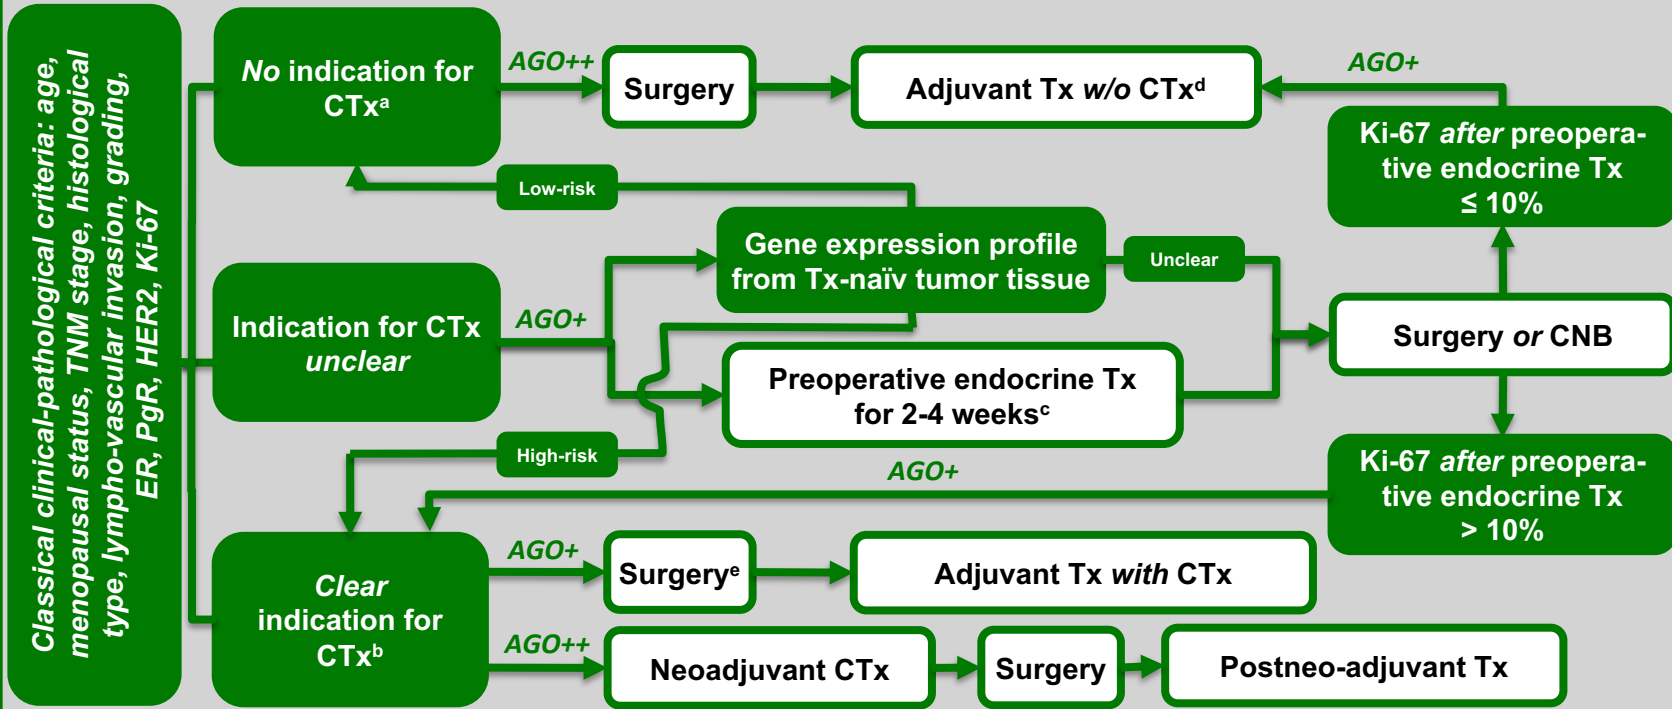 Classical clinical-pathological criteria: age,
menopausal status, TNM stage, histological
type, lympho-vascular invasion, grading,
ER, PgR, HER2, Ki-67
No indication for
CTxᵃ
AGO++
Surgery
Adjuvant Tx w/o CTxᵈ
AGO+
Ki-67 after preopera-
tive endocrine Tx
≤ 10%
Low-risk
Gene expression profile
from Tx-naïv tumor tissue
Unclear
Indication for CTx
unclear
AGO+
Surgery or CNB
Preoperative endocrine Tx
for 2-4 weeksᶜ
High-risk
AGO+
Ki-67 after preopera-
tive endocrine Tx
> 10%
Clear
indication for
CTxᵇ
AGO+
Surgeryᵉ
Adjuvant Tx with CTx
AGO++
Neoadjuvant CTx
Surgery
Postneo-adjuvant Tx